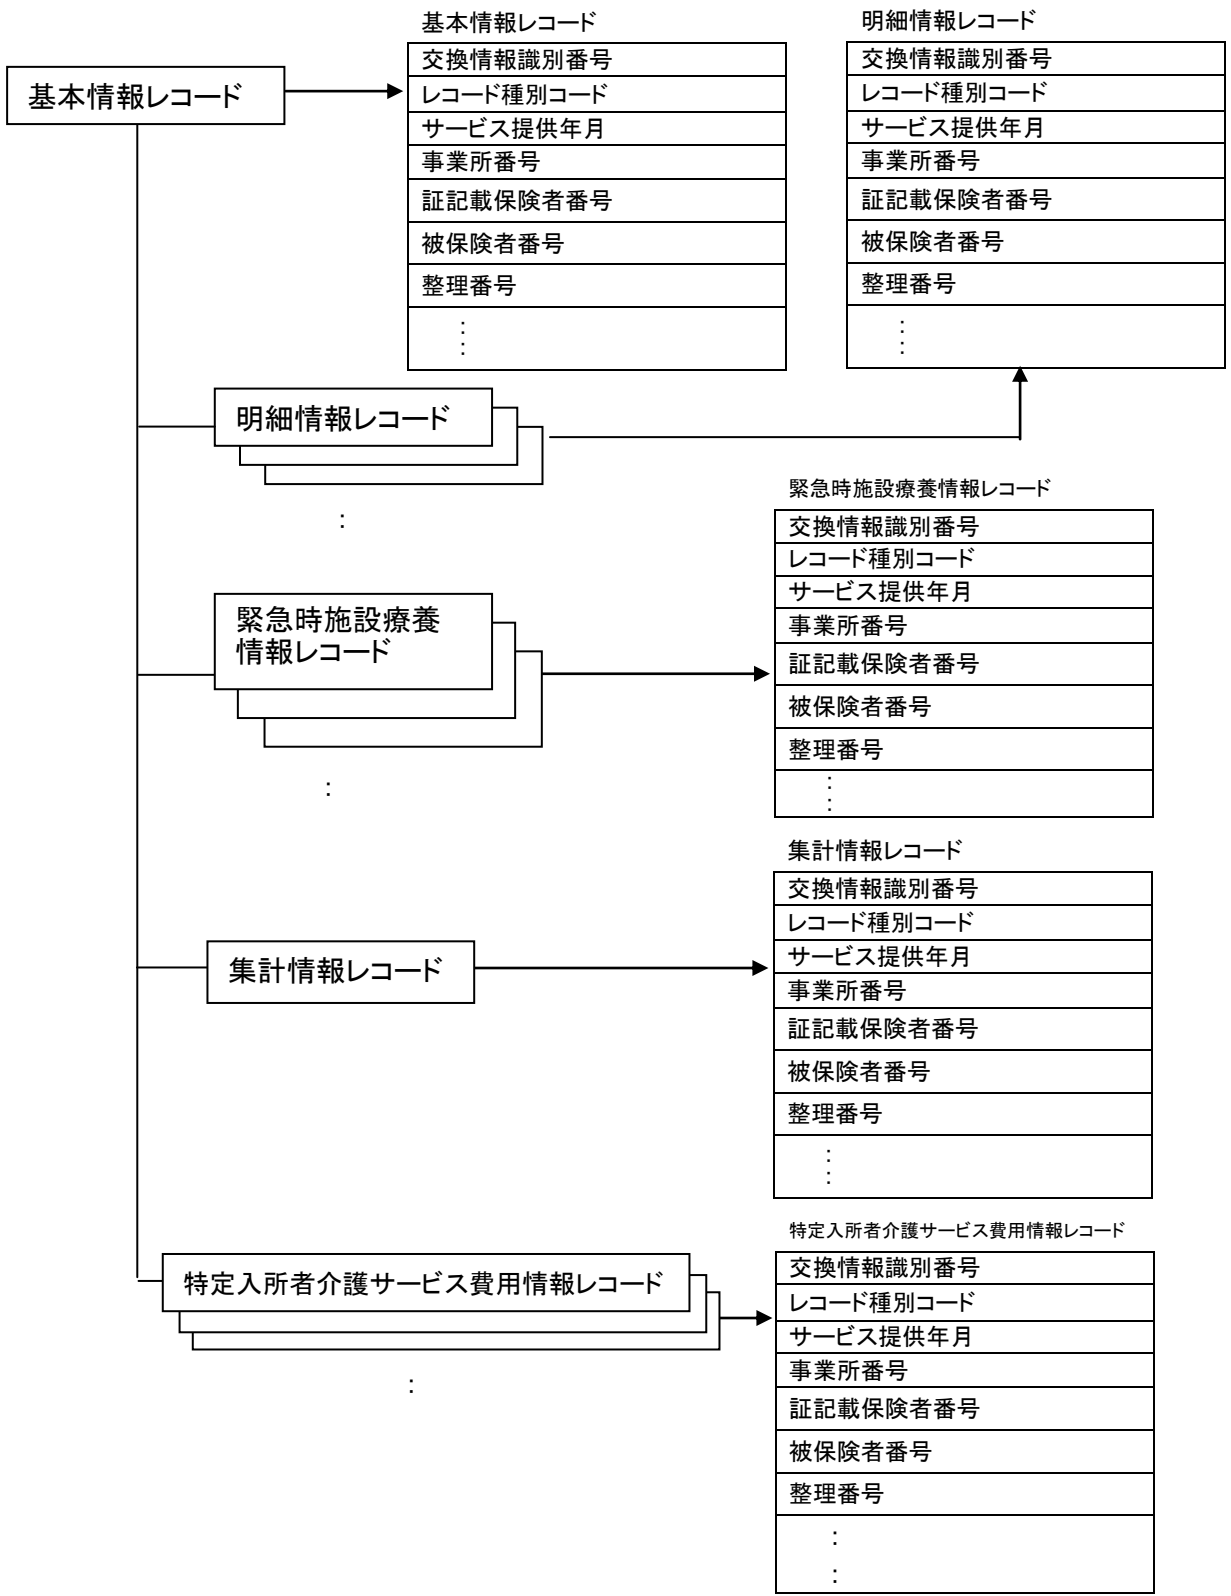 基本情報レコード
基本情報レコード
交換情報識別番号
レコード種別コード
サービス提供年月
事業所番号
証記載保険者番号
被保険者番号
整理番号
：
：
明細情報レコード
交換情報識別番号
レコード種別コード
サービス提供年月
事業所番号
証記載保険者番号
被保険者番号
整理番号
：
：
明細情報レコード
：
緊急時施設療養
情報レコード
：
緊急時施設療養情報レコード
交換情報識別番号
レコード種別コード
サービス提供年月
事業所番号
証記載保険者番号
被保険者番号
整理番号
：
：
集計情報レコード
集計情報レコード
交換情報識別番号
レコード種別コード
サービス提供年月
事業所番号
証記載保険者番号
被保険者番号
整理番号
：
：
特定入所者介護サービス費用情報レコード
：
特定入所者介護サービス費用情報レコード
交換情報識別番号
レコード種別コード
サービス提供年月
事業所番号
証記載保険者番号
被保険者番号
整理番号
：
：